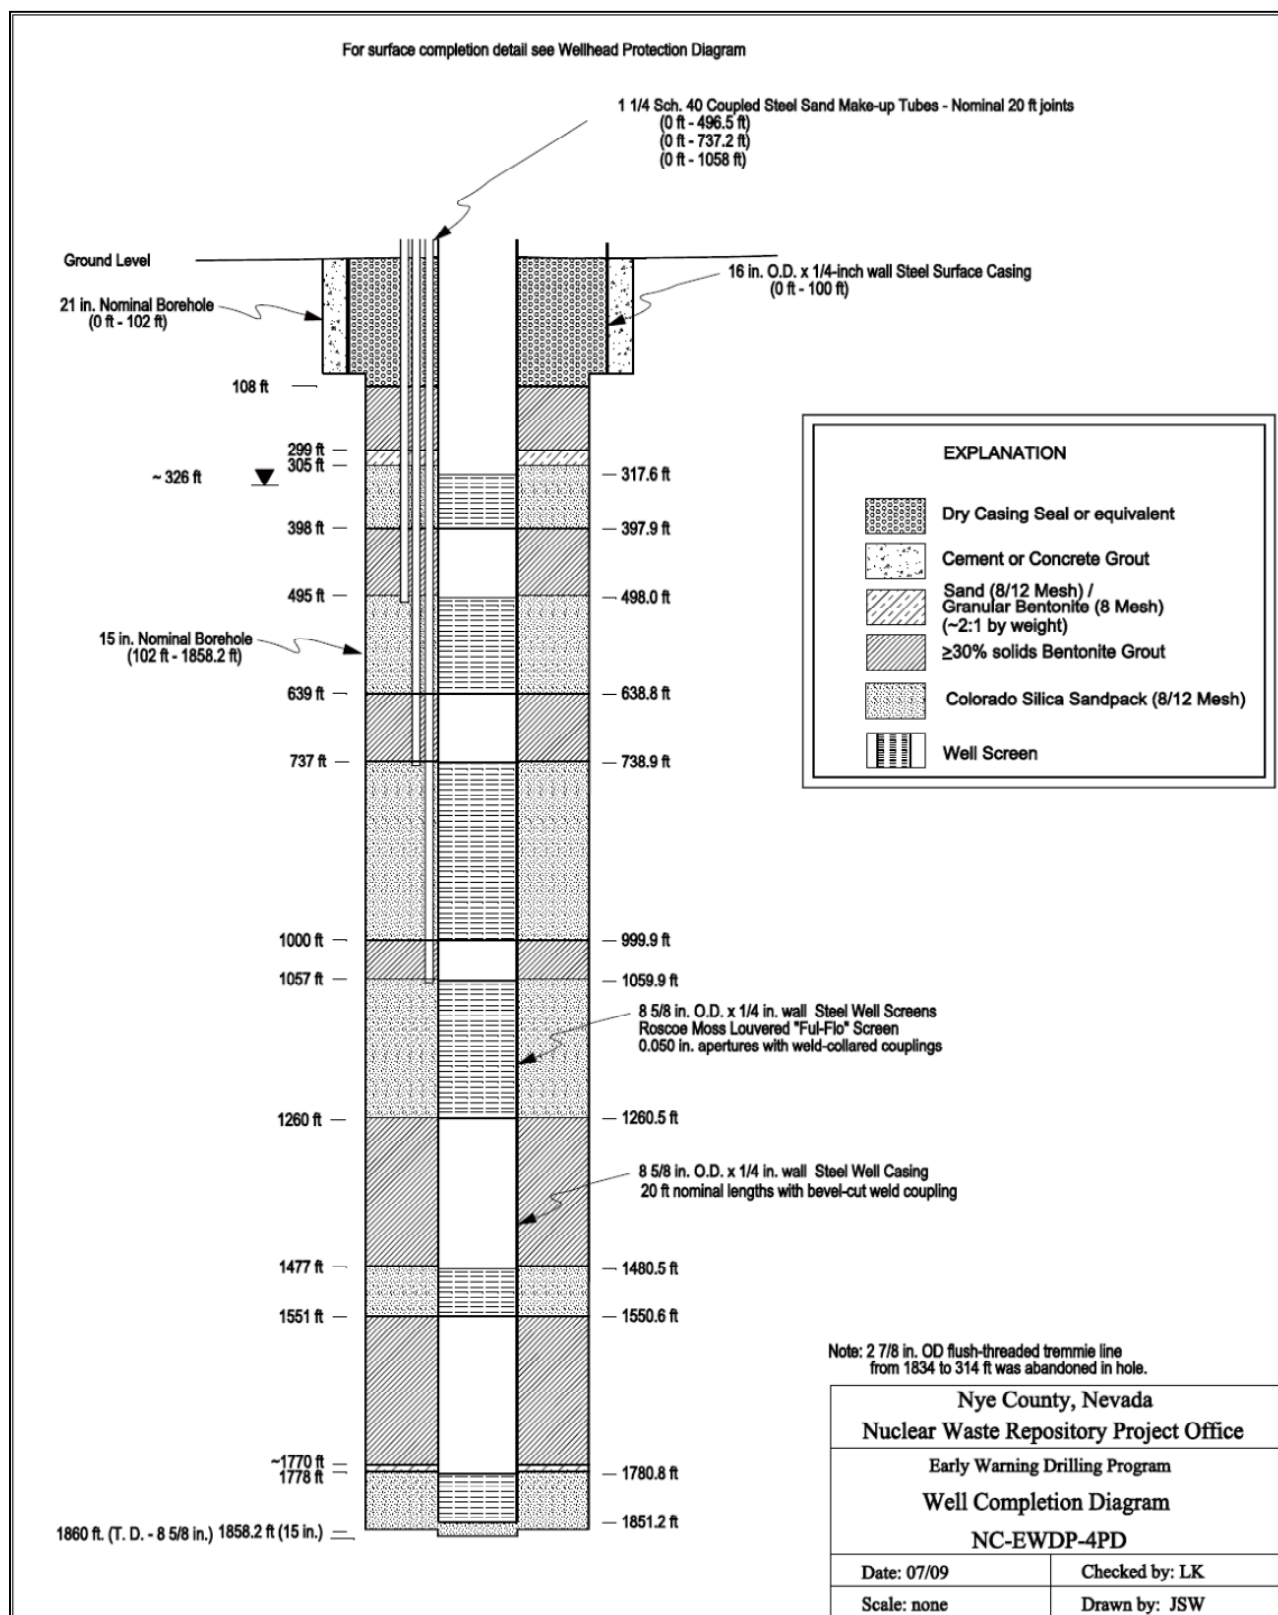 For surface completion detail see Wellhead Protection Diagram
1 1/4 Sch. 40 Coupled Steel Sand Make-up Tubes - Nominal 20 ft joints
(0 ft - 496.5 ft)
(0 ft - 737.2 ft)
(0 ft - 1058 ft)
Ground Level
16 in. O.D. x 1/4-inch wall Steel Surface Casing
(0 ft - 100 ft)
21 in. Nominal Borehole
(0 ft - 102 ft)
108 ft
299 ft
305 ft
~ 326 ft
317.6 ft
398 ft
397.9 ft
495 ft
498.0 ft
15 in. Nominal Borehole
(102 ft - 1858.2 ft)
639 ft
638.8 ft
737 ft
738.9 ft
EXPLANATION
Dry Casing Seal or equivalent
Cement or Concrete Grout
Sand (8/12 Mesh) /
Granular Bentonite (8 Mesh)
(~2:1 by weight)
≥30% solids Bentonite Grout
Colorado Silica Sandpack (8/12 Mesh)
Well Screen
1000 ft
999.9 ft
1057 ft
1059.9 ft
8 5/8 in. O.D. x 1/4 in. wall Steel Well Screens
Roscoe Moss Louvered "Ful-Flo" Screen
0.050 in. apertures with weld-collared couplings
1260 ft
1260.5 ft
8 5/8 in. O.D. x 1/4 in. wall Steel Well Casing
20 ft nominal lengths with bevel-cut weld coupling
1477 ft
1480.5 ft
1551 ft
1550.6 ft
~1770 ft
1778 ft
1780.8 ft
1851.2 ft
1860 ft. (T. D. - 8 5/8 in.) 1858.2 ft (15 in.)
Note: 2 7/8 in. OD flush-threaded tremmie line
from 1834 to 314 ft was abandoned in hole.
Nye County, Nevada
Nuclear Waste Repository Project Office
Early Warning Drilling Program
Well Completion Diagram
NC-EWDP-4PD
Date: 07/09
Checked by: LK
Scale: none
Drawn by: JSW